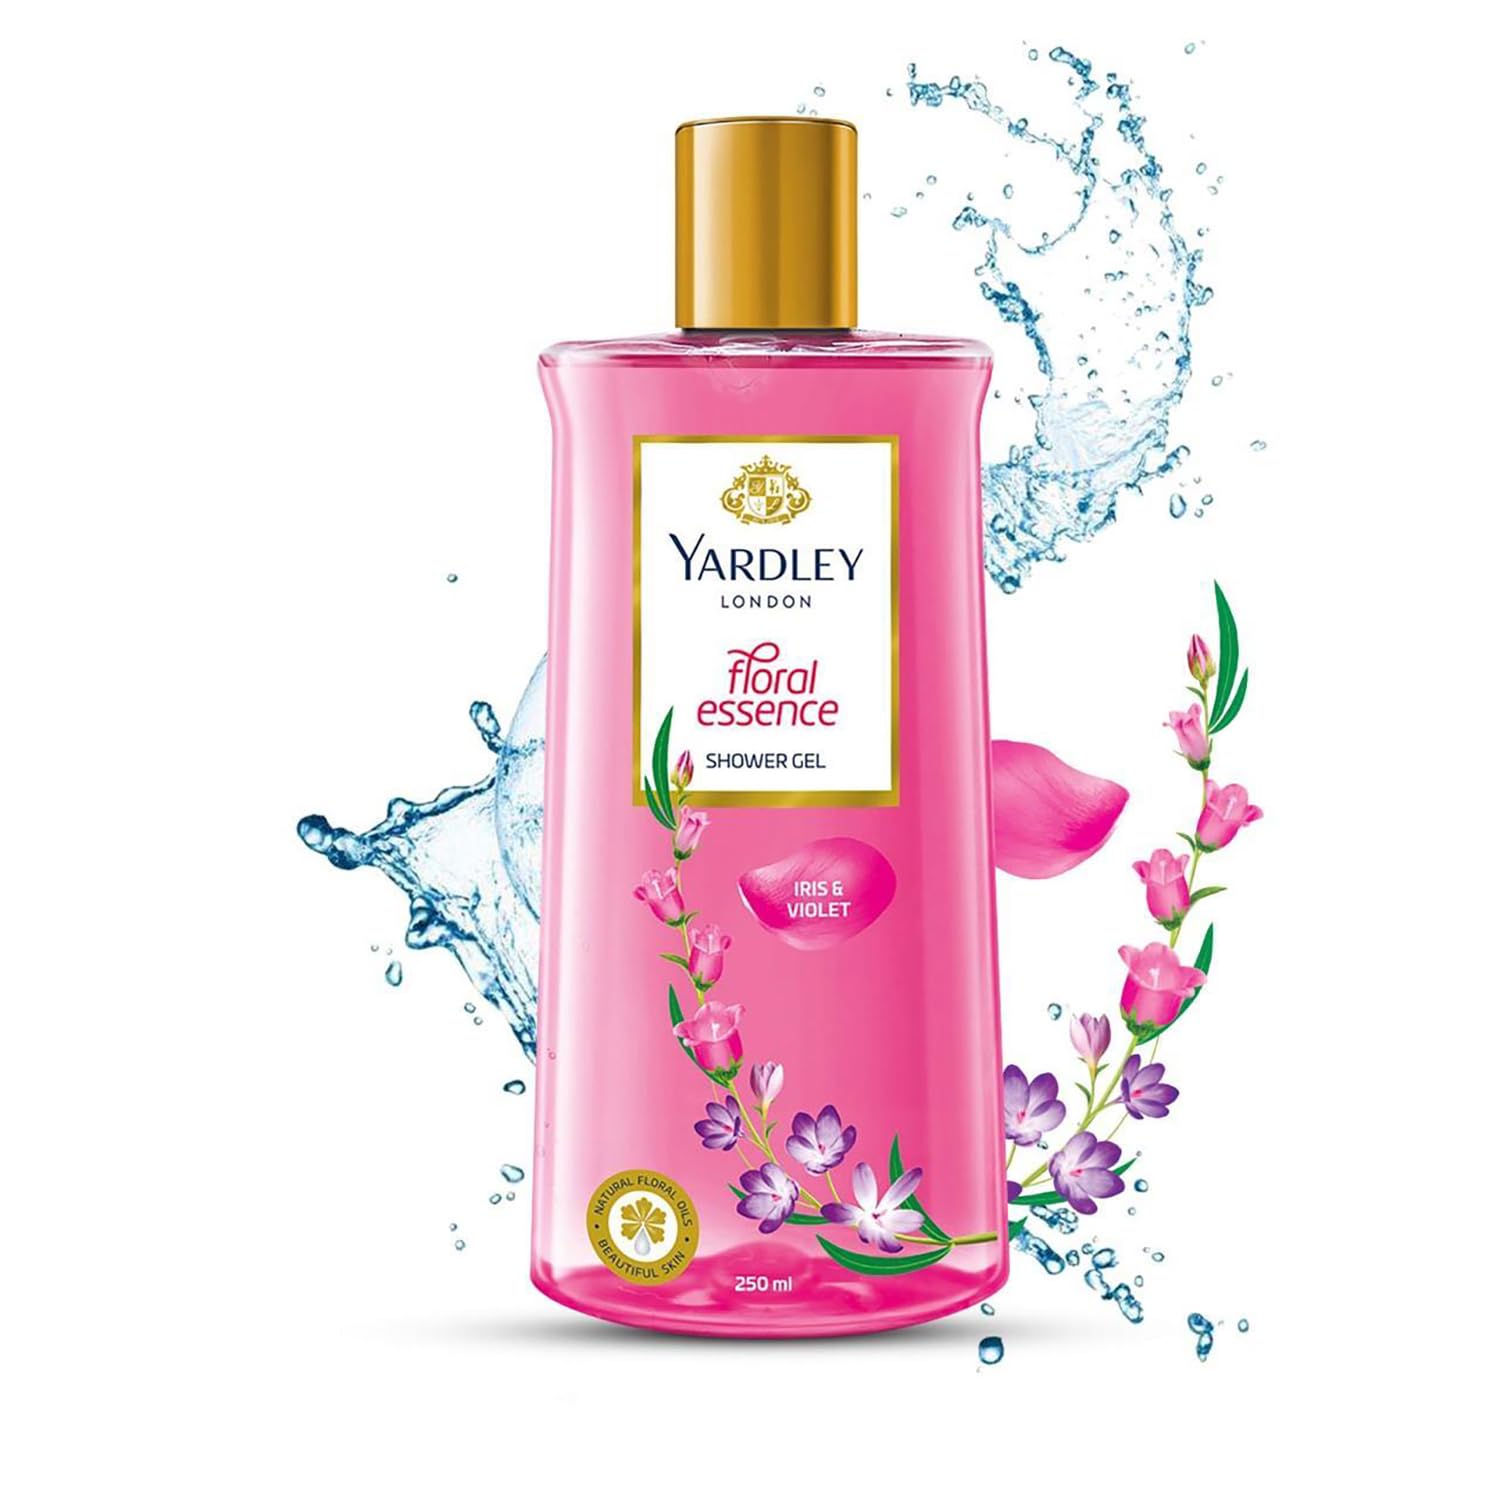 YARDLEY
LONDON
floral
essence
SHOWER GEL
IRIS &
VIOLET
NATURAL FLORAL OILS
• BEAUTIFUL SKIN •
250 ml